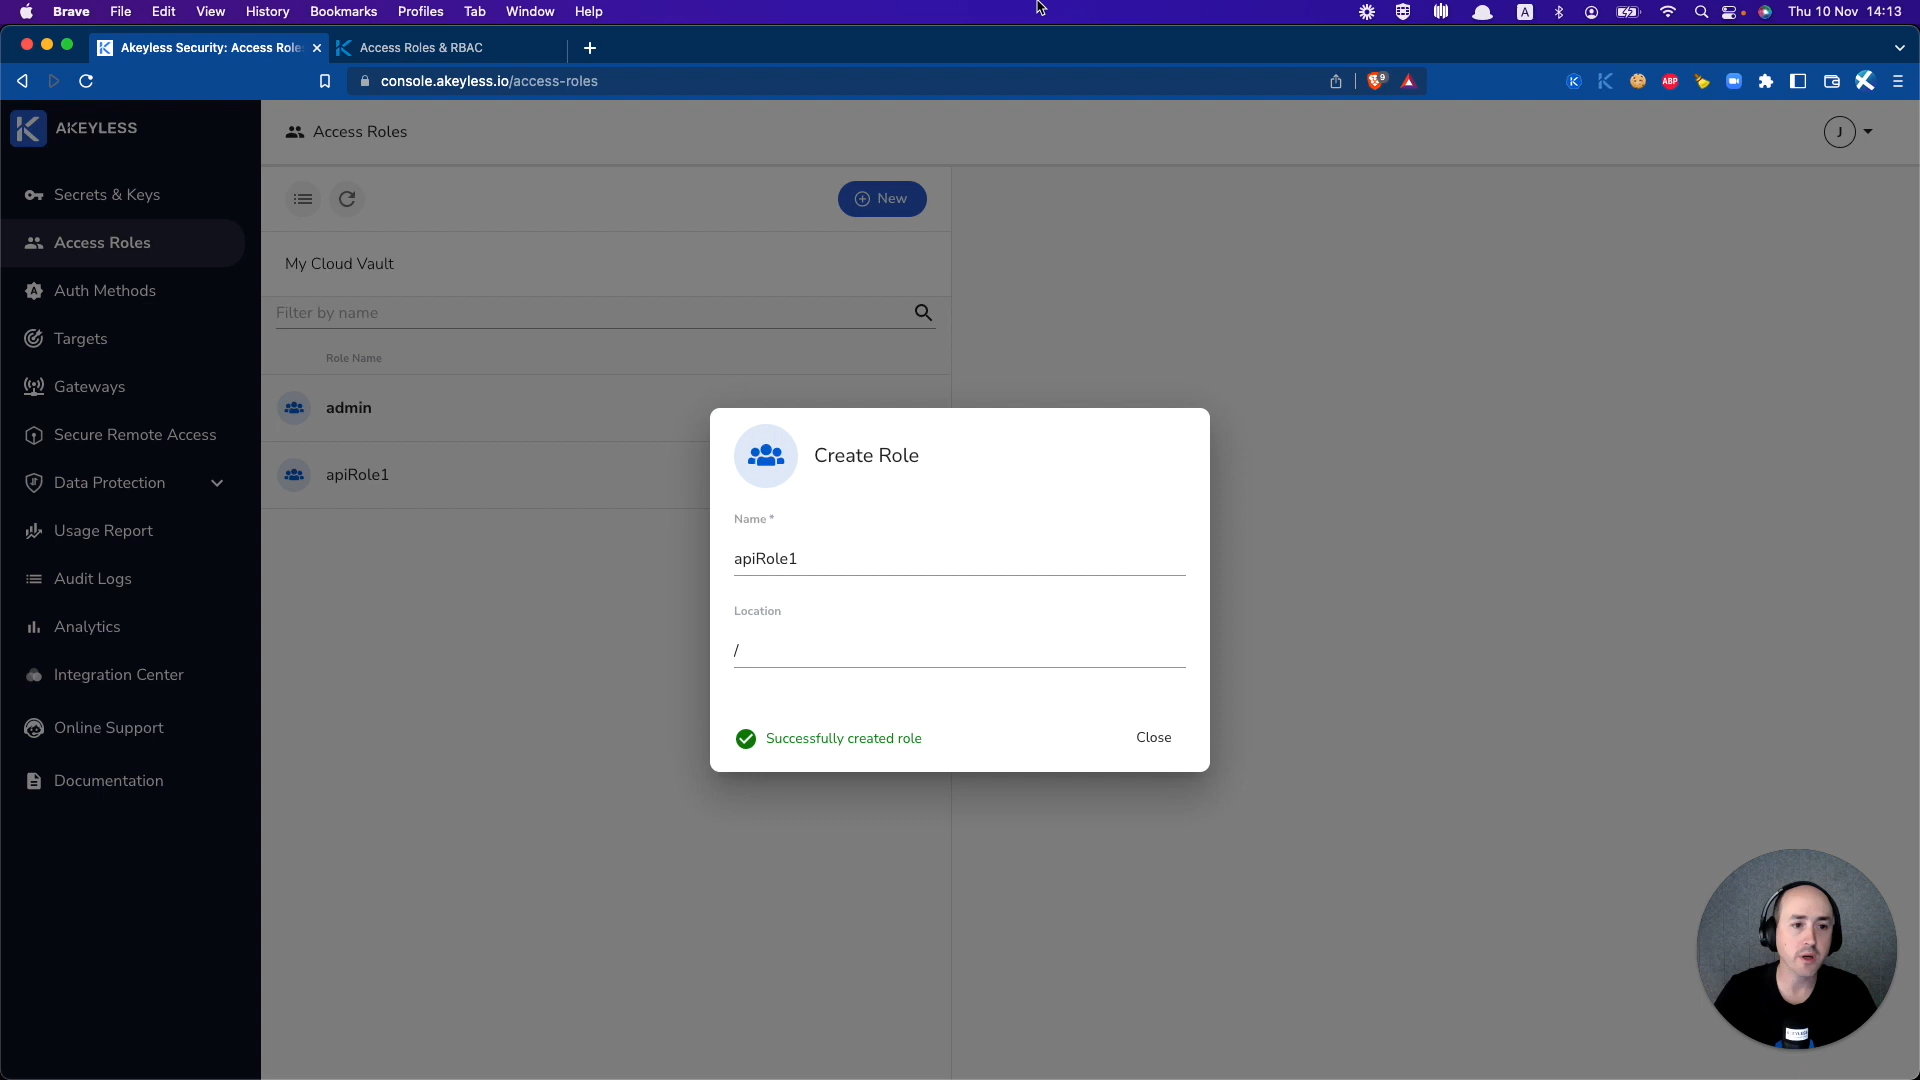 Brave File Edit View History Bookmarks Profiles Tab Window Help
A
Thu 10 Nov 14:13
Akeyless Security: Access Role
Access Roles & RBAC
console.akeyless.io/access-roles
9
ABP
AKEYLESS
Access Roles
J
Secrets & Keys
Access Roles
Auth Methods
Targets
Gateways
Secure Remote Access
Data Protection
Usage Report
Audit Logs
Analytics
Integration Center
Online Support
Documentation
New
My Cloud Vault
Filter by name
Role Name
admin
apiRole1
Create Role
Name *
apiRole1
Location
/
Successfully created role
Close